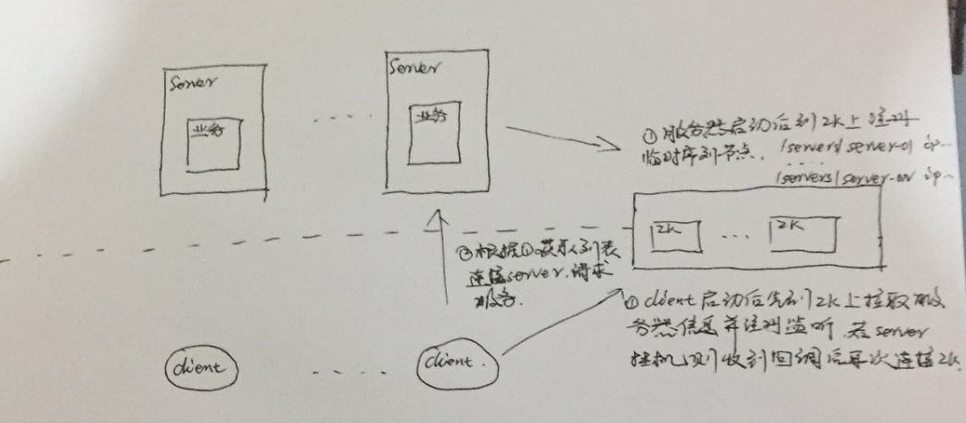 Server
业务
Server
业务
① 服务器启动后到ZK上注册
临时序列节点. /servers/server-01 ip...
......
/servers/server-0N ip...
ZK ... ZK
② 根据①获取列表
连接server.请求
服务.
① client启动后先到ZK上拉取服
务器信息并注册监听.若server
挂机,则收到回调后再次连接ZK
client
client.